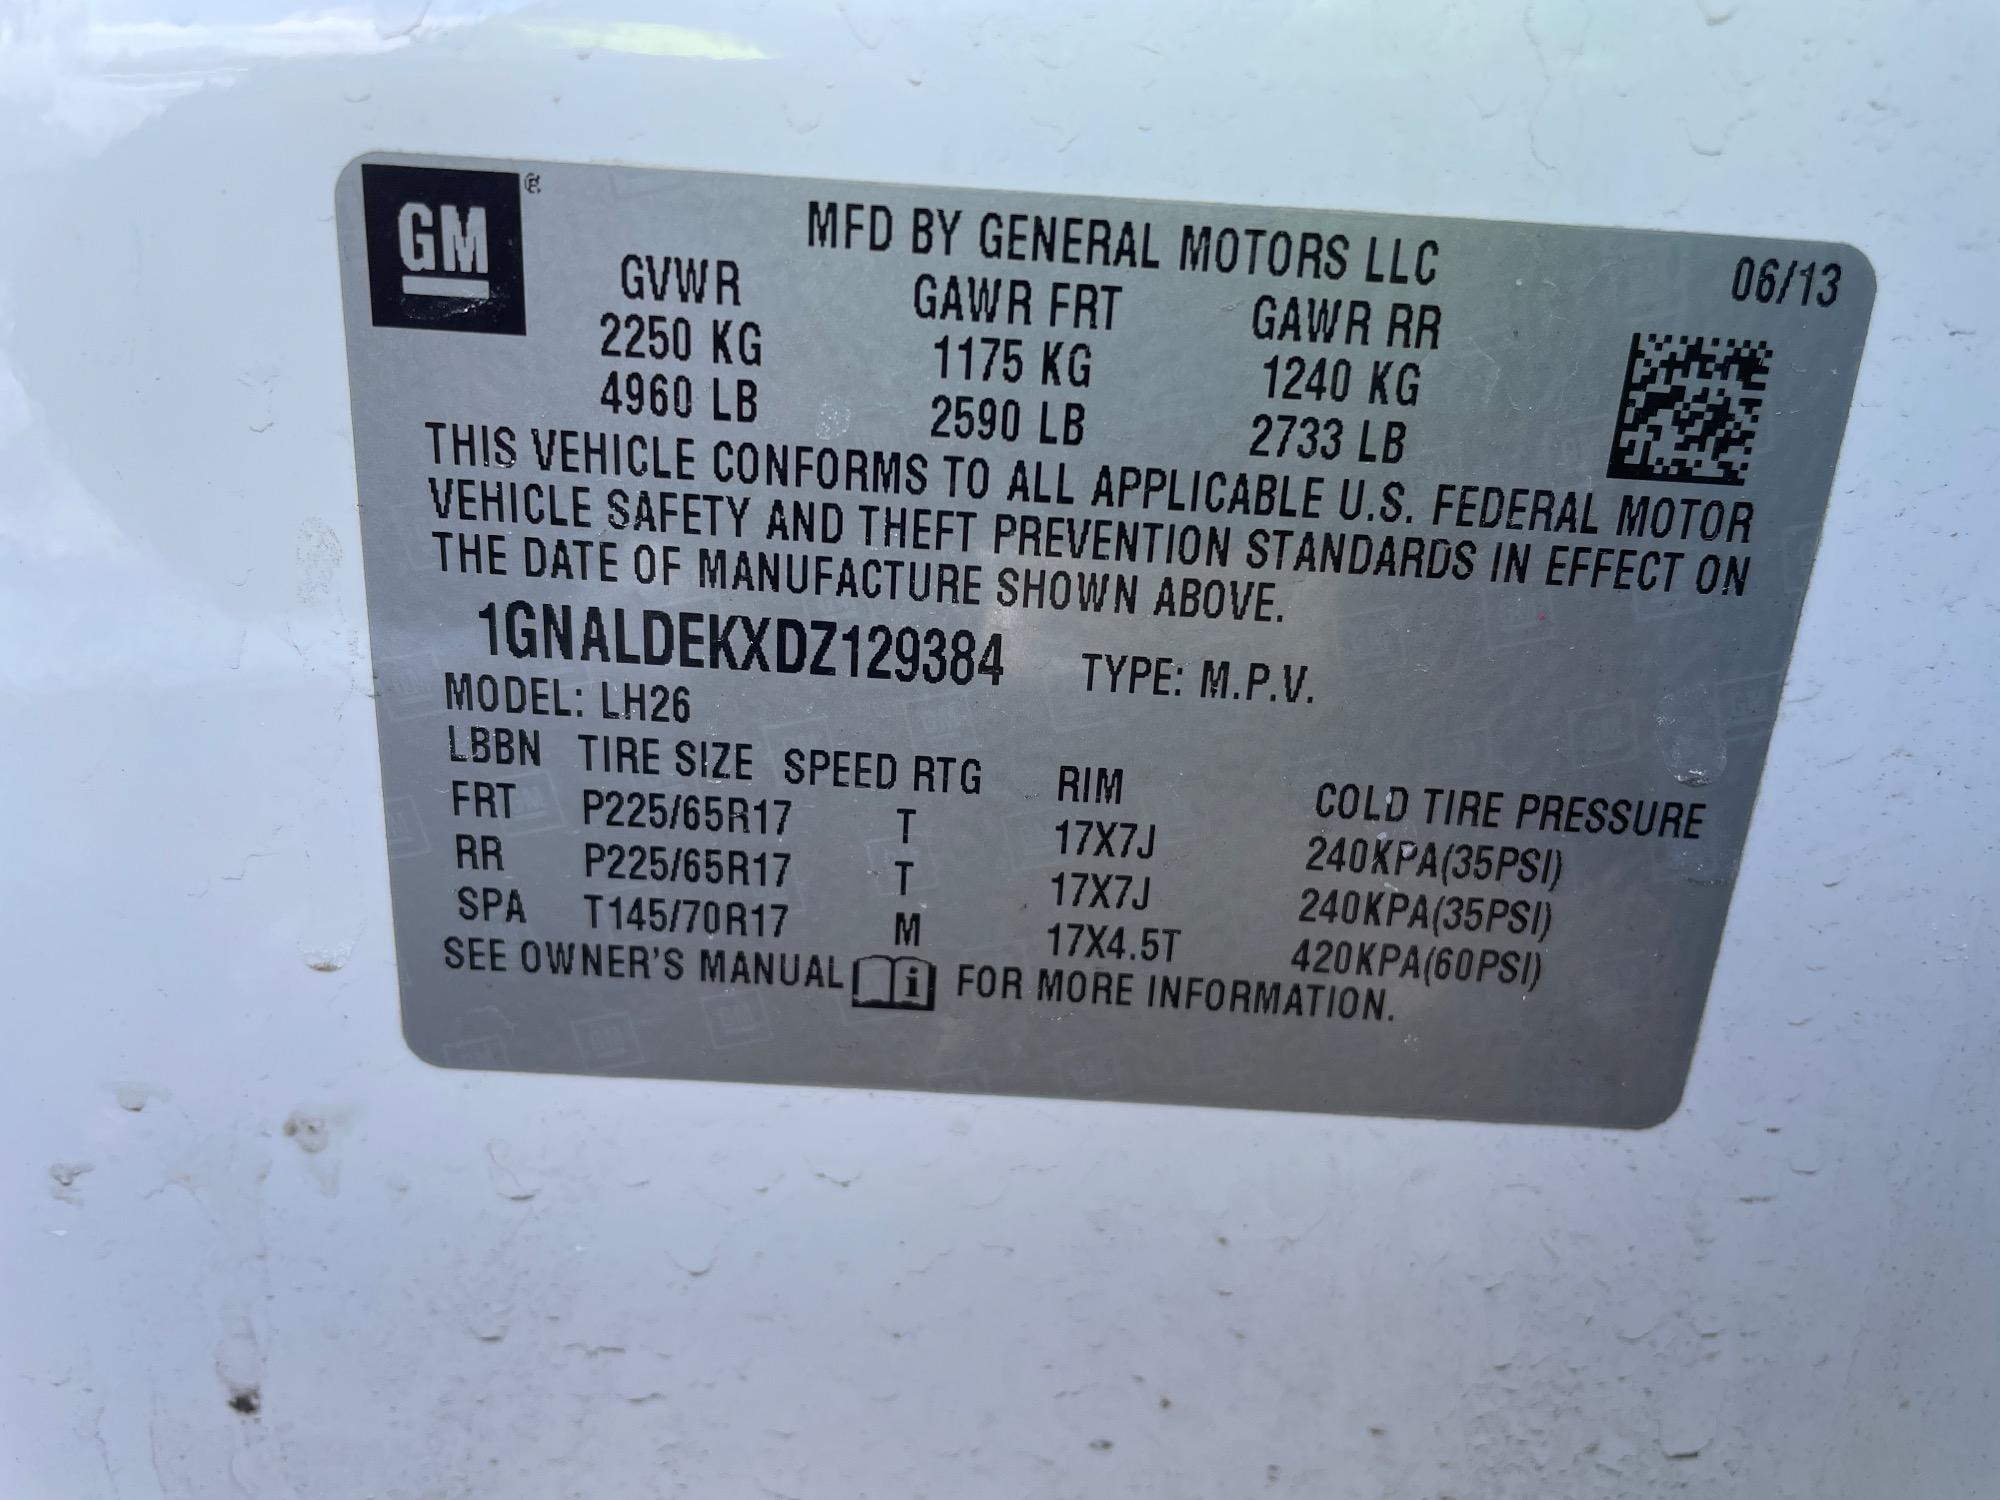 GM
MFD BY GENERAL MOTORS LLC 06/13
GVWR GAWR FRT GAWR RR
2250 KG 1175 KG 1240 KG
4960 LB 2590 LB 2733 LB
THIS VEHICLE CONFORMS TO ALL APPLICABLE U.S. FEDERAL MOTOR
VEHICLE SAFETY AND THEFT PREVENTION STANDARDS IN EFFECT ON
THE DATE OF MANUFACTURE SHOWN ABOVE.
1GNALDEKXDZ129384 TYPE: M.P.V.
MODEL: LH26
LBBN TIRE SIZE SPEED RTG RIM COLD TIRE PRESSURE
FRT P225/65R17 T 17X7J 240KPA(35PSI)
RR P225/65R17 T 17X7J 240KPA(35PSI)
SPA T145/70R17 M 17X4.5T 420KPA(60PSI)
SEE OWNER'S MANUAL i FOR MORE INFORMATION.